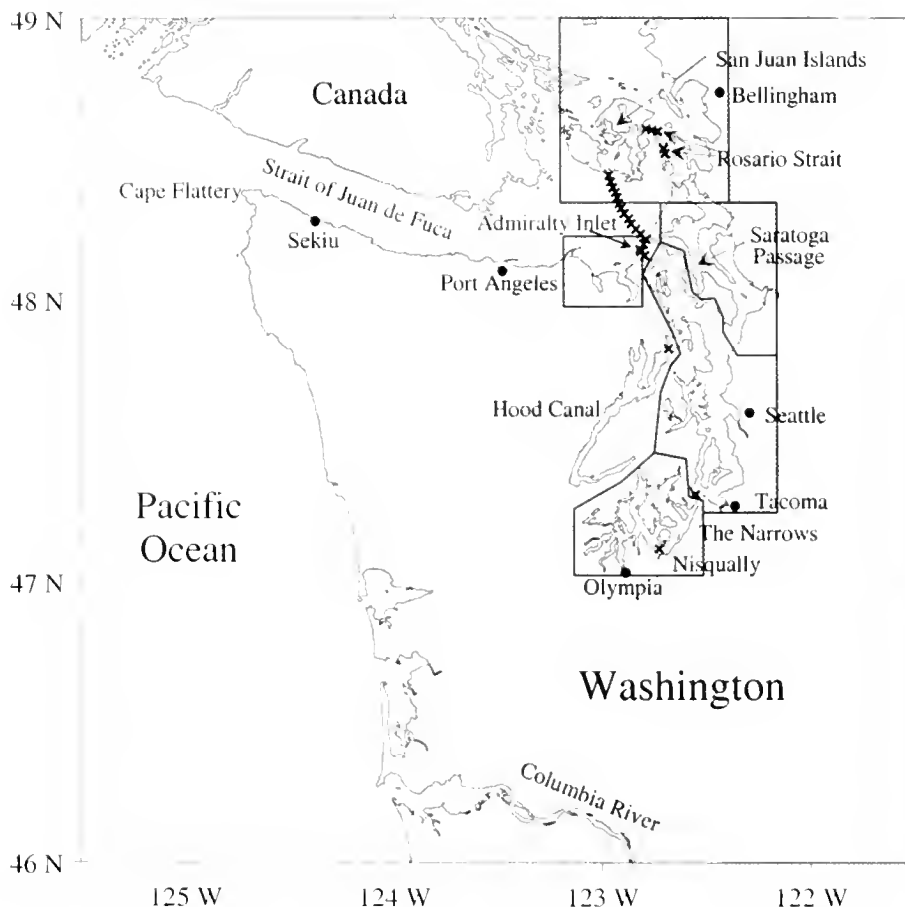 49 N
San Juan Islands
Canada
Bellingham
Rosario Strait
Strait of Juan de Fuca
Cape Flattery
Admiralty Inlet
Saratoga
Passage
Sekiu
48 N
Port Angeles
Hood Canal
Seattle
Pacific
Ocean
Tacoma
The Narrows
Nisqually
47 N
Olympia
Washington
Columbia River
46 N
125 W
124 W
123 W
122 W